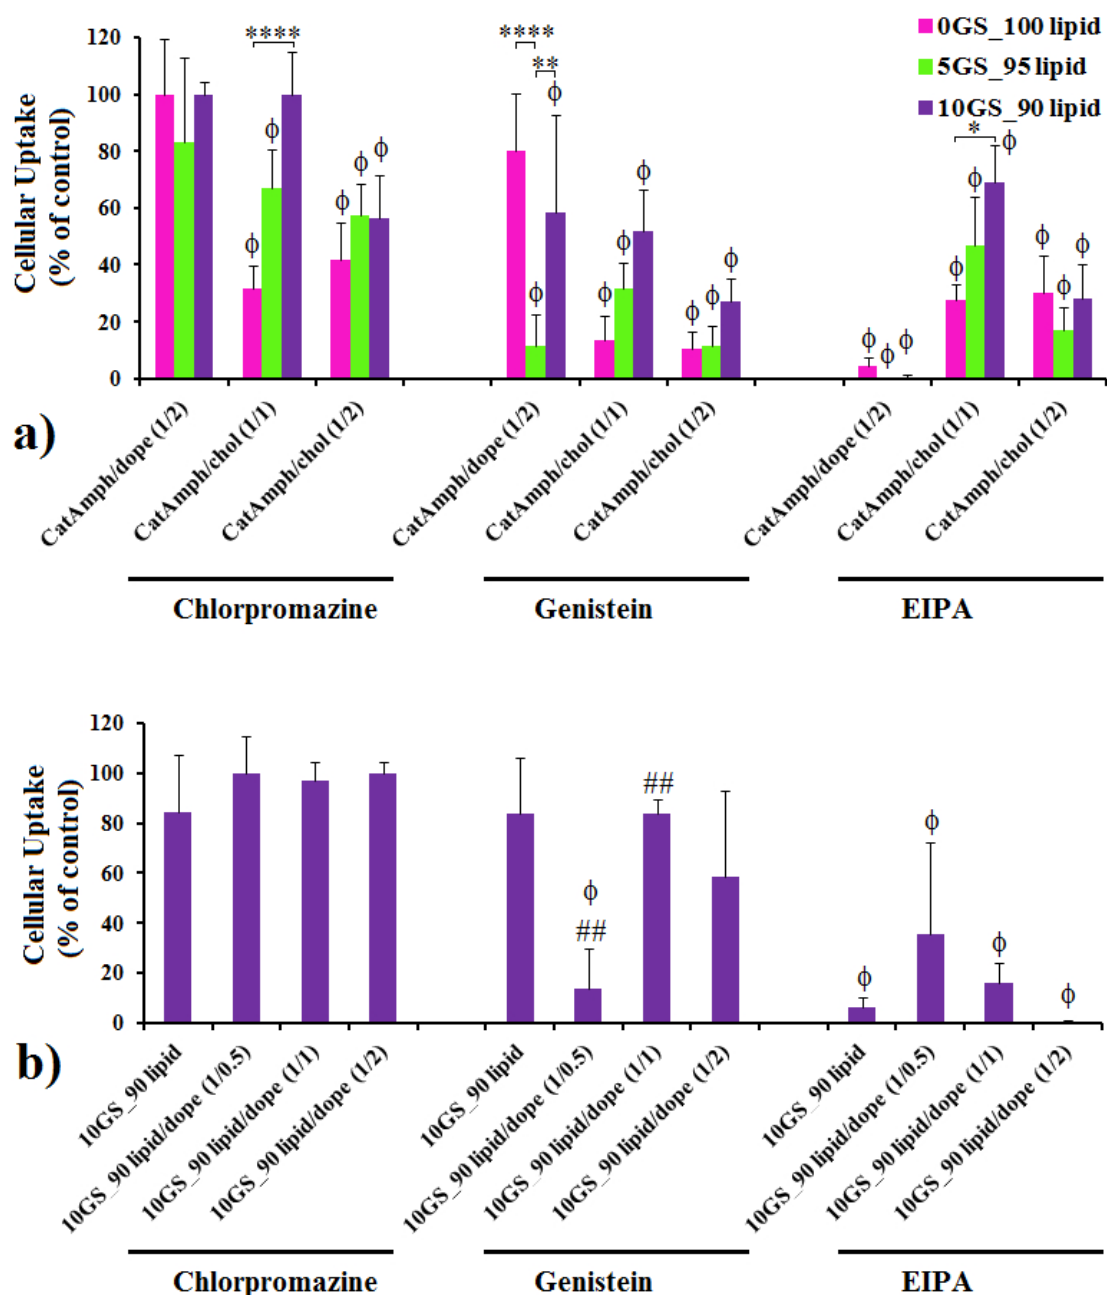 0GS_100 lipid
5GS_95 lipid
10GS_90 lipid
Cellular Uptake
(% of control)
120
100
80
60
40
20
0
****
ϕ
ϕ
ϕ
ϕ
ϕ
****
**
ϕ
ϕ
ϕ
ϕ
ϕ
ϕ
ϕ
ϕ
*
ϕ
ϕ
ϕ
ϕ
ϕ
ϕ
ϕ
ϕ
ϕ
a)
CatAmph/dope (1/2)
CatAmph/chol (1/1)
CatAmph/chol (1/2)
CatAmph/dope (1/2)
CatAmph/chol (1/1)
CatAmph/chol (1/2)
CatAmph/dope (1/2)
CatAmph/chol (1/1)
CatAmph/chol (1/2)
Chlorpromazine
Genistein
EIPA
Cellular Uptake
(% of control)
120
100
80
60
40
20
0
ϕ
##
##
ϕ
ϕ
ϕ
ϕ
b)
10GS_90 lipid
10GS_90 lipid/dope (1/0.5)
10GS_90 lipid/dope (1/1)
10GS_90 lipid/dope (1/2)
10GS_90 lipid
10GS_90 lipid/dope (1/0.5)
10GS_90 lipid/dope (1/1)
10GS_90 lipid/dope (1/2)
10GS_90 lipid
10GS_90 lipid/dope (1/0.5)
10GS_90 lipid/dope (1/1)
10GS_90 lipid/dope (1/2)
Chlorpromazine
Genistein
EIPA